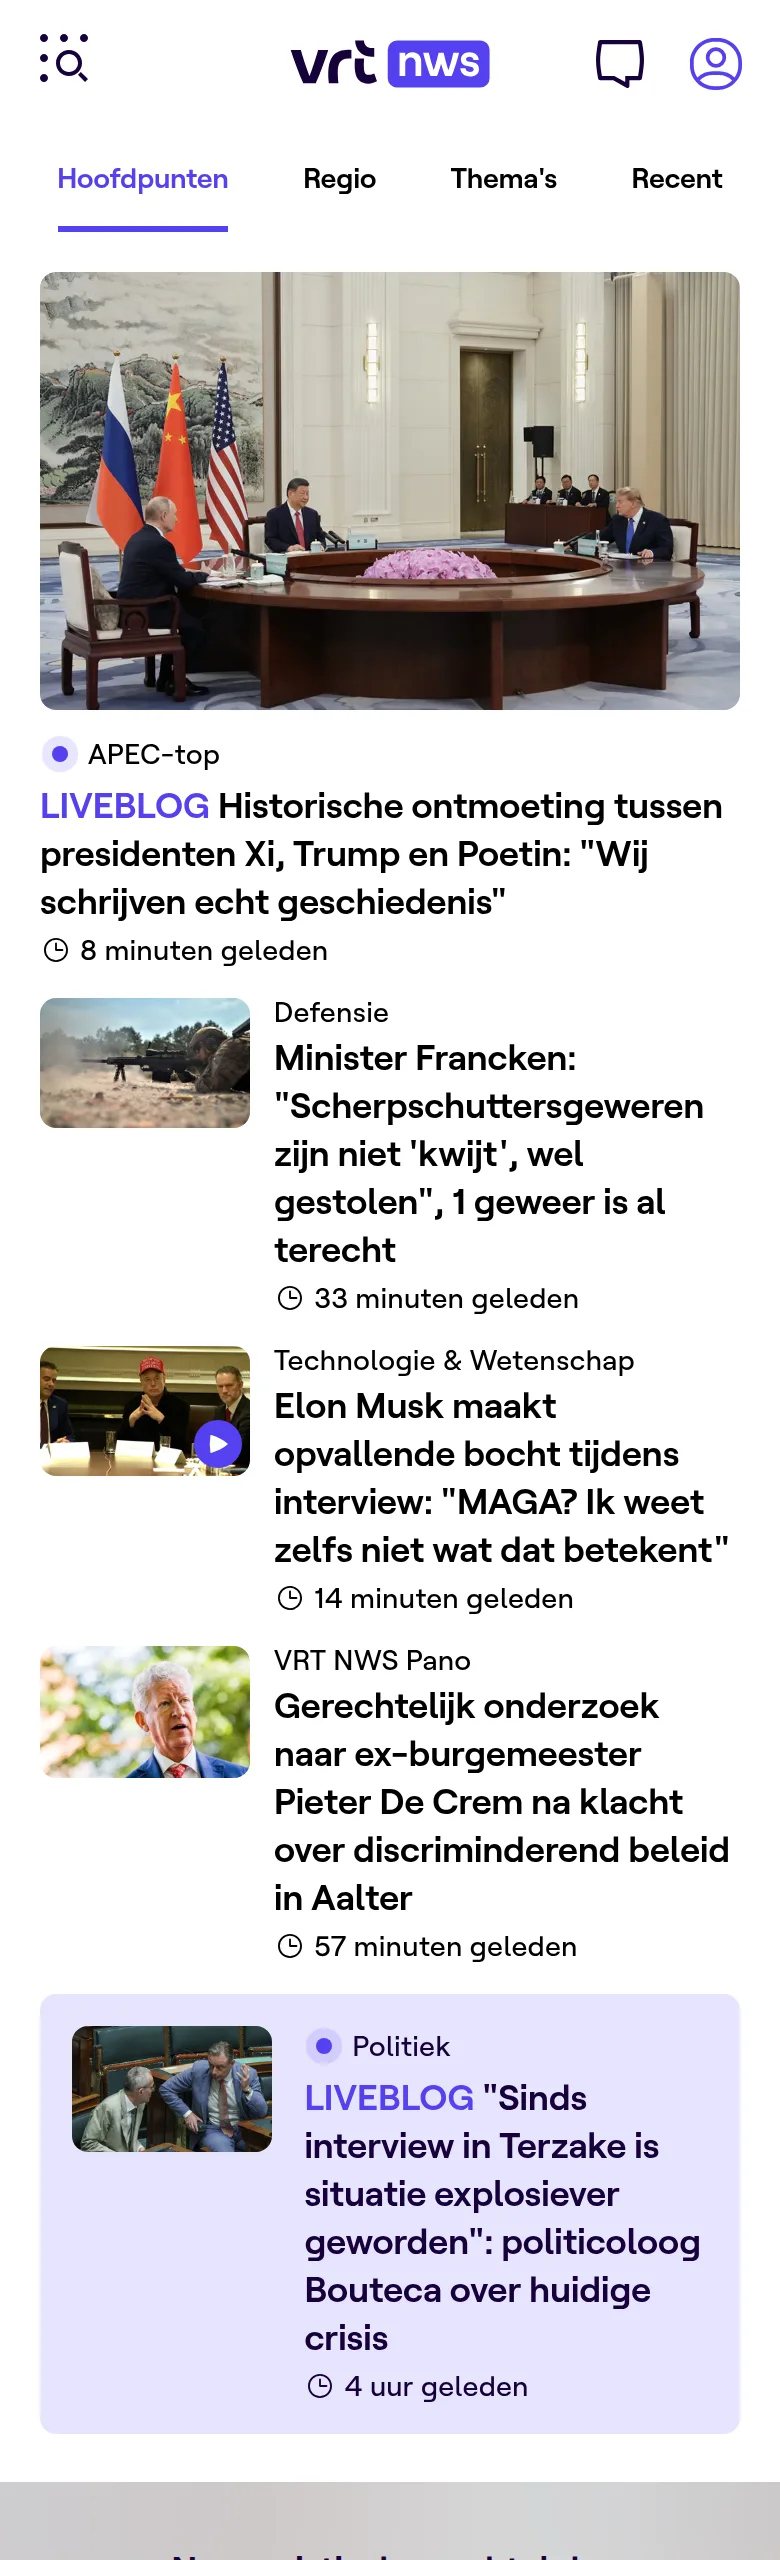 vrt nws
Hoofdpunten Regio Thema's Recent
APEC-top
LIVEBLOG Historische ontmoeting tussen
presidenten Xi, Trump en Poetin: "Wij
schrijven echt geschiedenis"
8 minuten geleden
Defensie
Minister Francken:
"Scherpschuttersgeweren
zijn niet 'kwijt', wel
gestolen", 1 geweer is al
terecht
33 minuten geleden
Technologie & Wetenschap
Elon Musk maakt
opvallende bocht tijdens
interview: "MAGA? Ik weet
zelfs niet wat dat betekent"
14 minuten geleden
VRT NWS Pano
Gerechtelijk onderzoek
naar ex-burgemeester
Pieter De Crem na klacht
over discriminderend beleid
in Aalter
57 minuten geleden
Politiek
LIVEBLOG "Sinds
interview in Terzake is
situatie explosiever
geworden": politicoloog
Bouteca over huidige
crisis
4 uur geleden